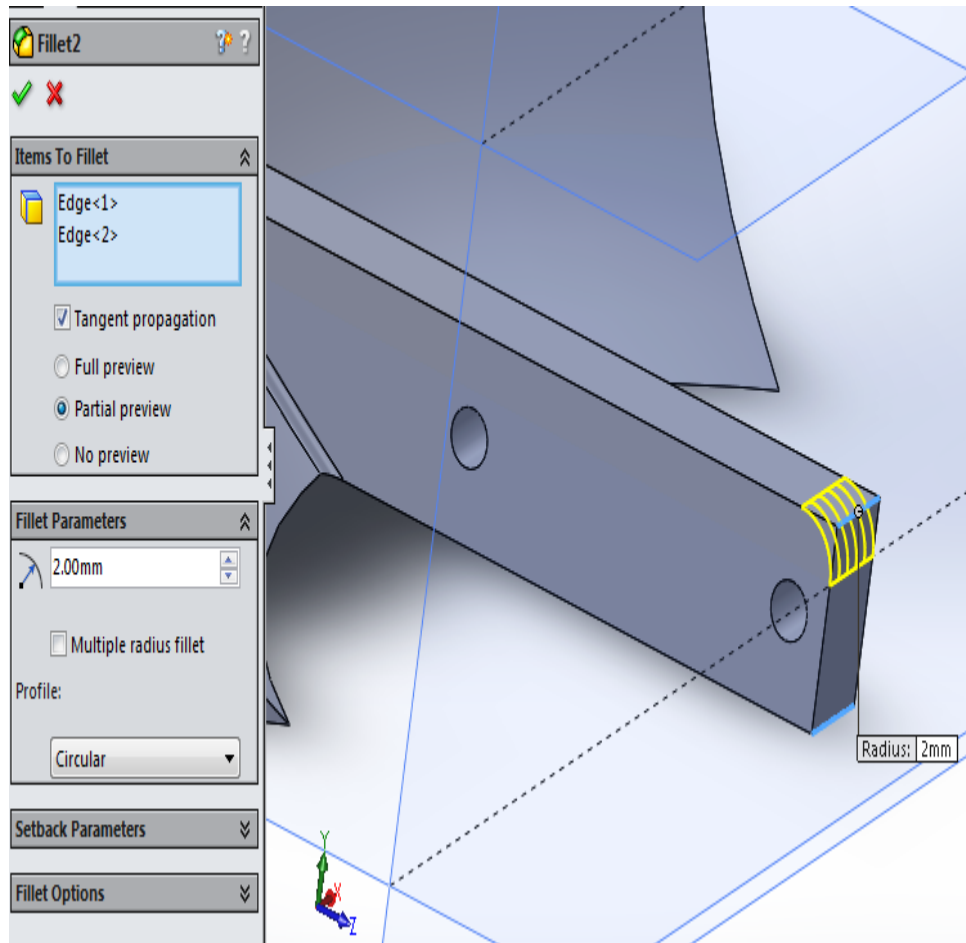 Fillet2
? ?
Items To Fillet
Edge<1>
Edge<2>
Tangent propagation
Full preview
Partial preview
No preview
Fillet Parameters
2.00mm
Multiple radius fillet
Profile:
Circular
Setback Parameters
Fillet Options
Radius: 2mm
Y
X
Z